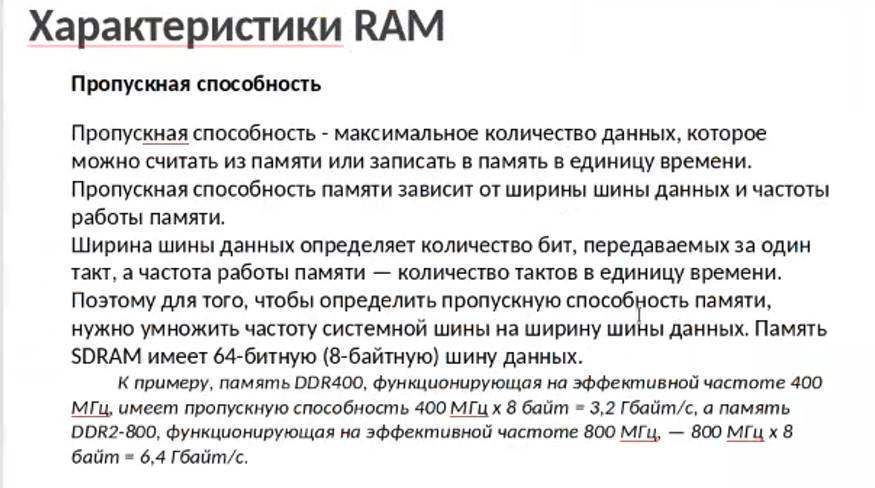 Характеристики RAM
Пропускная способность
Пропускная способность - максимальное количество данных, которое
можно считать из памяти или записать в память в единицу времени.
Пропускная способность памяти зависит от ширины шины данных и частоты
работы памяти.
Ширина шины данных определяет количество бит, передаваемых за один
такт, а частота работы памяти — количество тактов в единицу времени.
Поэтому для того, чтобы определить пропускную способность памяти,
нужно умножить частоту системной шины на ширину шины данных. Память
SDRAM имеет 64-битную (8-байтную) шину данных.
К примеру, память DDR400, функционирующая на эффективной частоте 400
МГц, имеет пропускную способность 400 МГц х 8 байт = 3,2 Гбайт/с, а память
DDR2-800, функционирующая на эффективной частоте 800 МГц, — 800 МГц х 8
байт = 6,4 Гбайт/с.